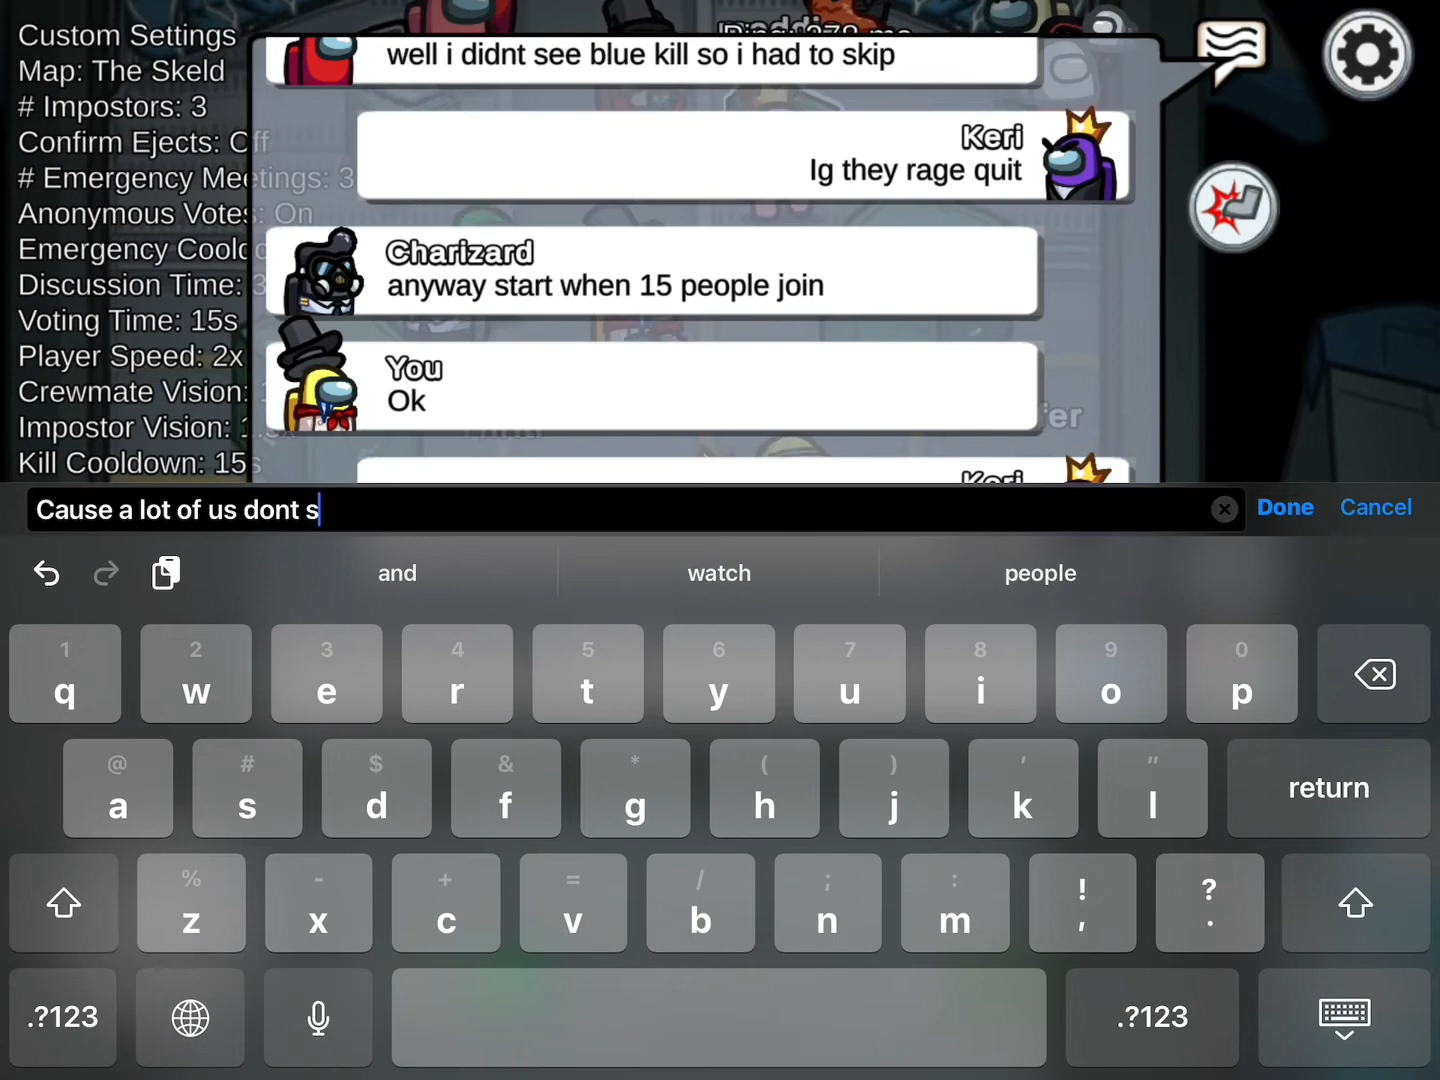 Custom Settings
Map: The Skeld
# Impostors: 3
Confirm Ejects: Off
# Emergency Meetings: 3
Anonymous Votes: On
Emergency
Discussion Time: 3
Voting Time: 15s
Player Speed: 2x
Crewmate Vision:
Impostor Vision:
Kill Cooldown: 15s
well i didnt see blue kill so i had to skip
Keri
Ig they rage quit
Charizard
anyway start when 15 people join
You
Ok
Keri
Cause a lot of us dont s
Done
Cancel
and
watch
people
1 2 3 4 5 6 7 8 9 0
q w e r t y u i o p
@ # $ & * ( ) ' "
a s d f g h j k l
return
% - + = / ; : ! ?
z x c v b n m , .
.?123
.?123